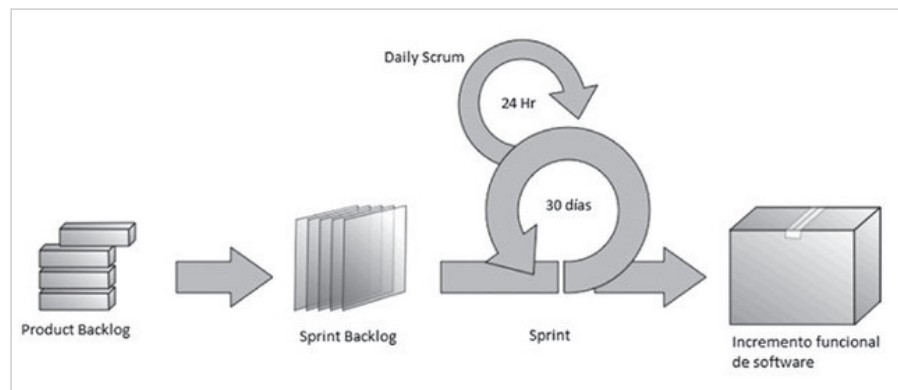 Daily Scrum
24 Hr
30 días
Product Backlog
Sprint Backlog
Sprint
Incremento funcional
de software